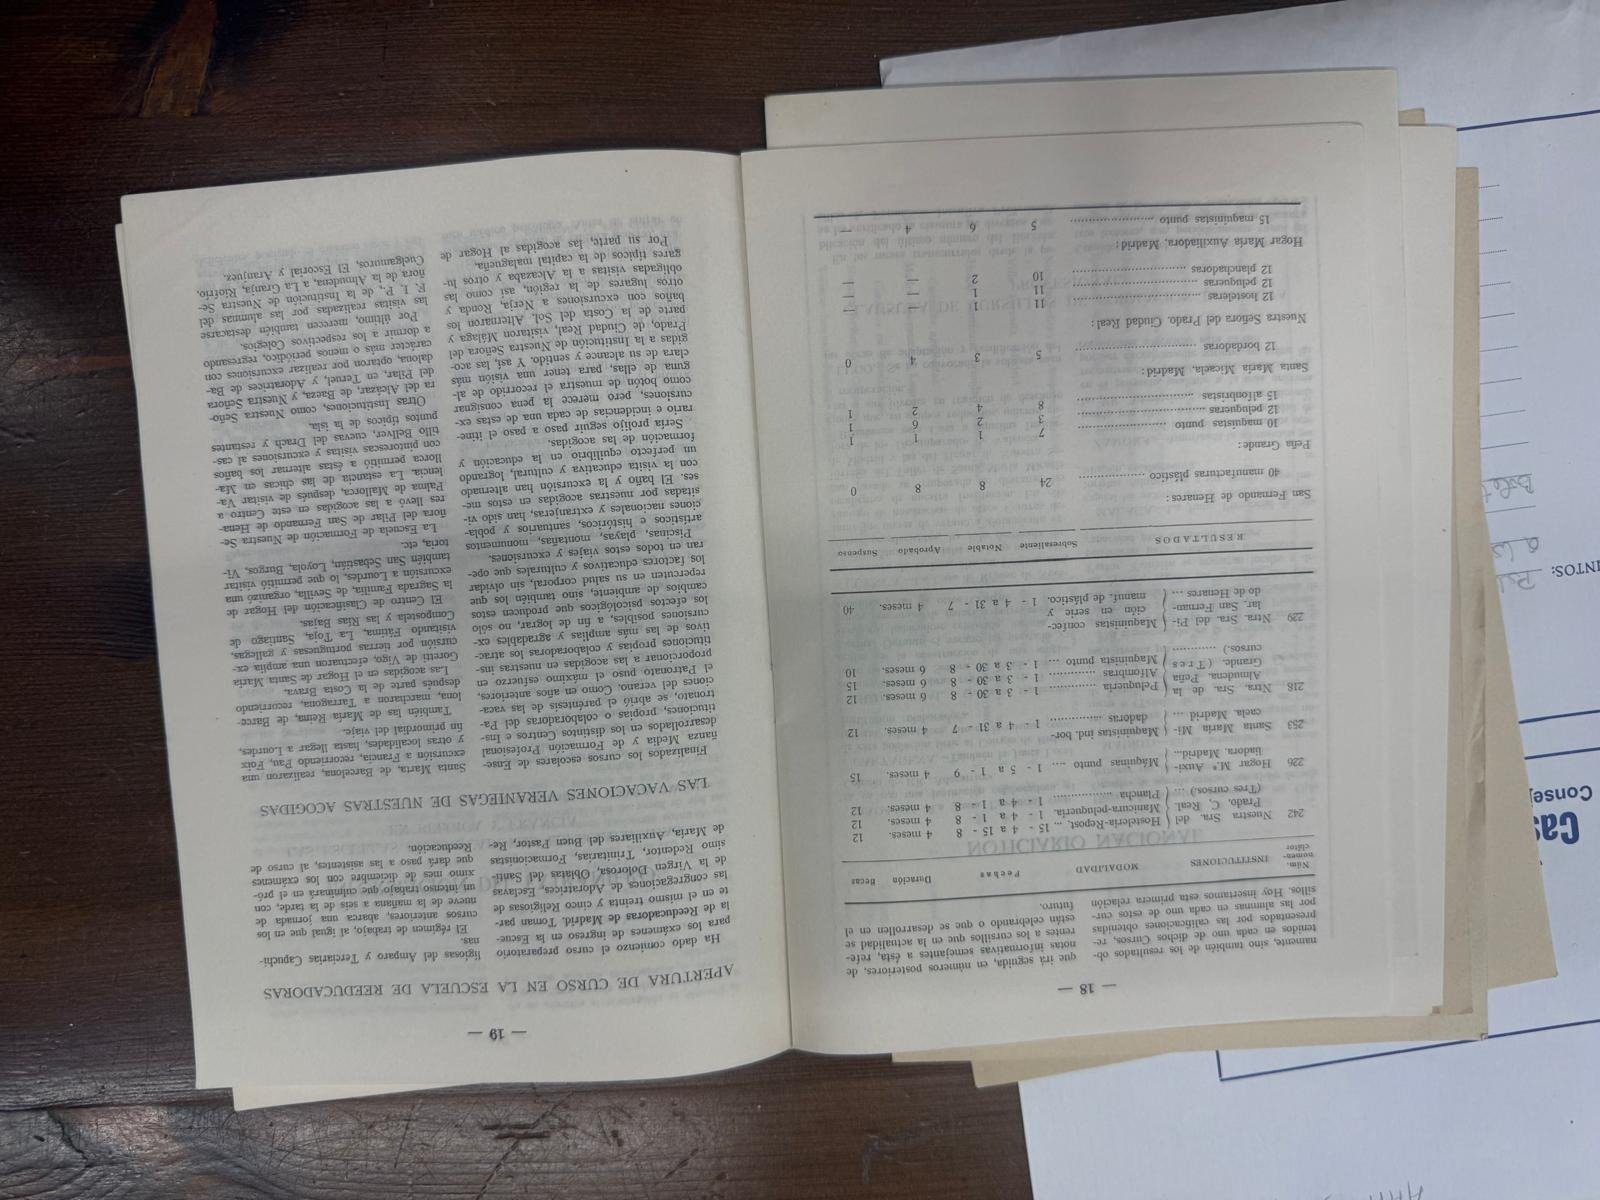 — 18 —
namente, sino también de los resultados ob-
tenidos en cada uno de dichos Cursos, re-
presentados por las calificaciones obtenidas
por las alumnas en cada uno de estos cur-
sillos. Hoy insertamos esta primera relación
que irá seguida, en números posteriores, de
notas informativas semejantes a ésta, refe-
rentes a los cursillos que en la actualidad se
están celebrando o que se desarrollen en el
futuro.
Núm. nomen- clátor INSTITUCIONES MODALIDAD Fechas Duración Becas
242 Nuestra Sra. del Hostelería-Repost. ... 15 - 4 a 15 - 8 4 meses. 12
Prado. C. Real. Manicura-peluquería. 1 - 4 a 1 - 8 4 meses. 12
(Tres cursos) ... Plancha ............... 1 - 4 a 1 - 8 4 meses. 12
226 Hogar M.ª Auxi-
liadora. Madrid... Máquinas punto .... 1 - 5 a 1 - 9 4 meses. 15
253 Santa María Mi- Maquinistas ind. bor-
caela. Madrid ... dadoras ............... 1 - 4 a 31 - 7 4 meses. 12
218 Ntra. Sra. de la Peluquería ............ 1 - 3 a 30 - 8 6 meses. 12
Almudena. Peña Alfombras ............ 1 - 3 a 30 - 8 6 meses. 15
Grande. (Tres Maquinista punto ... 1 - 3 a 30 - 8 6 meses. 10
cursos.) ............
229 Ntra. Sra. del Pi- Maquinistas confec-
lar. San Fernan- ción en serie y
do de Henares ... manuf. de plástico. 1 - 4 a 31 - 7 4 meses. 40
RESULTADOS Sobresaliente Notable Aprobado Suspenso
San Fernando de Henares:
40 manufacturas plástico ............ 24 8 8 0
Peña Grande:
10 maquistas punto ............ 7 1 1 1
12 peluqueras ............ 3 2 6 1
15 alfonbristas ............ 8 4 2 1
Santa María Micaela. Madrid:
12 bordadoras ............ 5 3 4 0
Nuestra Señora del Prado. Ciudad Real:
12 hosteleras ............ 11 1 — —
12 peluqueras ............ 11 1 — —
12 planchadoras ............ 10 2 — —
Hogar María Auxiliadora, Madrid:
15 maquinistas punto ............ 5 6 4 —
— 19 —
APERTURA DE CURSO EN LA ESCUELA DE REEDUCADORAS
Ha dado comienzo el curso preparatorio
para los exámenes de ingreso en la Escue-
la de Reeducadoras de Madrid. Toman par-
te en el mismo treinta y cinco Religiosas de
las congregaciones de Adoratrices, Esclavas
de la Virgen Dolorosa, Oblatas del Santí-
simo Redentor, Trinitarias, Formacionistas
de María, Auxiliares del Buen Pastor, Re-
ligiosas del Amparo y Terciarias Capuchi-
nas.
El régimen de trabajo, al igual que en los
cursos anteriores, abarca una jornada de
nueve de la mañana a seis de la tarde, con
un intenso trabajo que culminará en el pró-
ximo mes de diciembre con los exámenes
que dará paso a las asistentes, al curso de
Reeducación.
LAS VACACIONES VERANIEGAS DE NUESTRAS ACOGIDAS
Finalizados los cursos escolares de Ense-
ñanza Media y de Formación Profesional
desarrollados en los distintos Centros e Ins-
tituciones, propias o colaboradoras del Pa-
tronato, se abrió el paréntesis de las vaca-
ciones del verano. Como en años anteriores,
el Patronato puso el máximo esfuerzo en
proporcionar a las acogidas en nuestras ins-
tituciones propias y colaboradoras los atrac-
tivos de las más amplias y agradables ex-
cursiones posibles, a fin de lograr, no sólo
los efectos psicológicos que producen estos
cambios de ambiente, sino también los que
repercuten en su salud corporal, sin olvidar
los factores educativos y culturales que ope-
ran en todos estos viajes y excursiones.
Piscinas, playas, montañas, monumentos
artísticos e históricos, santuarios y pobla-
ciones nacionales y extranjeras, han sido vi-
sitadas por nuestras acogidas en estos me-
ses. El baño y la excursión han alternado
con la visita educativa y cultural, logrando
un perfecto equilibrio en la educación y
formación de las acogidas.
Sería prolijo seguir paso a paso el itine-
rario e incidencias de cada una de estas ex-
cursiones, pero merece la pena consignar
como botón de muestra el recorrido de al-
guna de ellas, para tener una visión más
clara de su alcance y sentido. Y así, las aco-
gidas a la Institución de Nuestra Señora del
Prado, de Ciudad Real, visitaron Málaga y
parte de la Costa del Sol. Alternaron los
baños con excursiones a Nerja, Ronda y
otros lugares de la región, así como las
obligadas visitas a la Alcazaba y otros lu-
gares típicos de la capital malagueña.
Por su parte, las acogidas al Hogar de
Santa Marta, de Barcelona, realizaron una
excursión a Francia, recorriendo Pau, Foix
y otras localidades, hasta llegar a Lourdes,
fin primordial del viaje.
También las de María Reina, de Barce-
lona, marcharon a Tarragona, recorriendo
después parte de la Costa Brava.
Las acogidas en el Hogar de Santa María
Goretti de Vigo, efectuaron una amplia ex-
cursión por tierras portuguesas y gallegas,
visitando Fátima, La Toja, Santiago de
Compostela y las Rías Bajas.
El Centro de Clasificación del Hogar de
la Sagrada Familia, de Sevilla, organizó una
excursión a Lourdes, lo que permitió visitar
también San Sebastián, Loyola, Burgos, Vi-
toria, etc.
La Escuela de Formación de Nuestra Se-
ñora del Pilar de San Fernando de Hena-
res llevó a las acogidas en este Centro a
Palma de Mallorca, después de visitar Va-
lencia. La estancia de las chicas en Ma-
llorca permitió a éstas alternar los baños
con pintorescas visitas y excursiones al cas-
tillo Bellver, cuevas del Drach y restantes
puntos típicos de la isla.
Otras Instituciones, como Nuestra Seño-
ra del Alcázar, de Baeza, y Nuestra Señora
del Pilar, en Teruel, y Adoratrices de Ba-
dalona, optaron por realizar excursiones con
carácter más o menos periódico, regresando
a dormir a los respectivos Colegios.
Por último, merecen también destacarse
las visitas realizadas por las alumnas del
F. I. P., de la Institución de Nuestra Se-
ñora de la Almudena, a La Granja, Riofrío,
Cuelgamuros, El Escorial y Aranjuez.